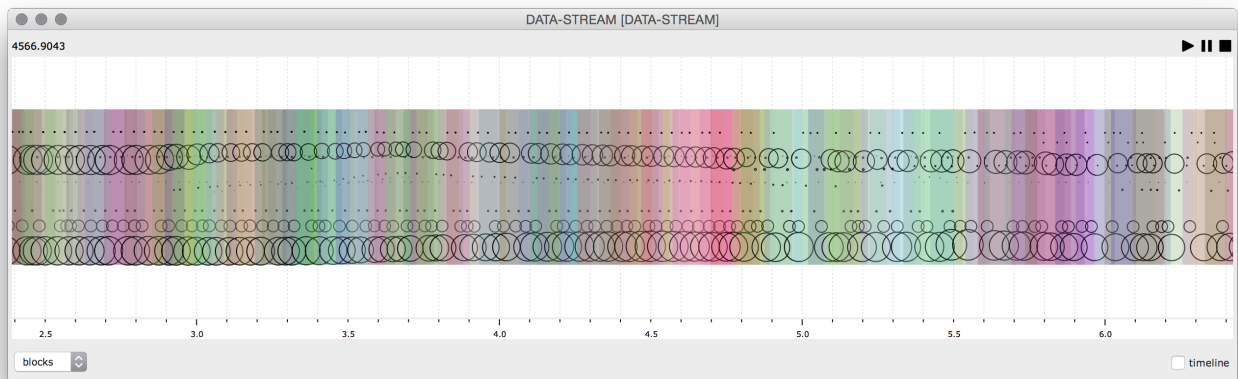 DATA-STREAM [DATA-STREAM]
4566.9043
2.5 3.0 3.5 4.0 4.5 5.0 5.5 6.0
blocks
timeline